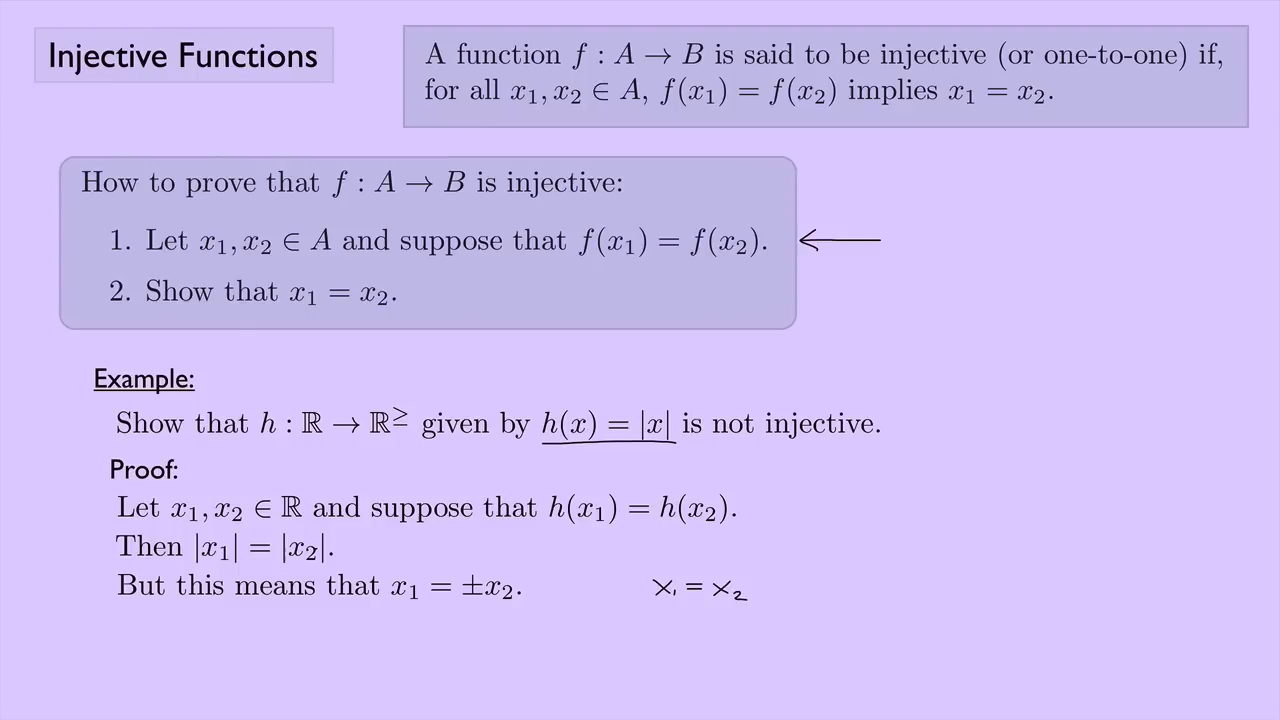 Injective Functions
A function f : A → B is said to be injective (or one-to-one) if,
for all x₁, x₂ ∈ A, f(x₁) = f(x₂) implies x₁ = x₂.
How to prove that f : A → B is injective:
1. Let x₁, x₂ ∈ A and suppose that f(x₁) = f(x₂).
2. Show that x₁ = x₂.
Example:
Show that h : ℝ → ℝ≥ given by h(x) = |x| is not injective.
Proof:
Let x₁, x₂ ∈ ℝ and suppose that h(x₁) = h(x₂).
Then |x₁| = |x₂|.
But this means that x₁ = ±x₂.
x₁ = x₂